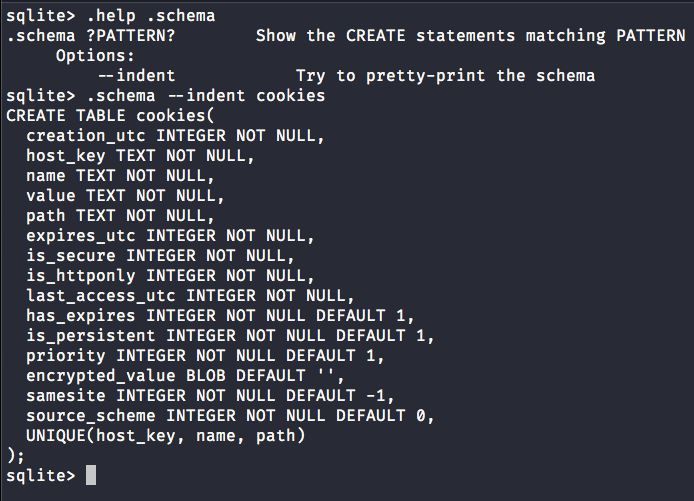 sqlite> .help .schema
.schema ?PATTERN?        Show the CREATE statements matching PATTERN
     Options:
         --indent            Try to pretty-print the schema
sqlite> .schema --indent cookies
CREATE TABLE cookies(
  creation_utc INTEGER NOT NULL,
  host_key TEXT NOT NULL,
  name TEXT NOT NULL,
  value TEXT NOT NULL,
  path TEXT NOT NULL,
  expires_utc INTEGER NOT NULL,
  is_secure INTEGER NOT NULL,
  is_httponly INTEGER NOT NULL,
  last_access_utc INTEGER NOT NULL,
  has_expires INTEGER NOT NULL DEFAULT 1,
  is_persistent INTEGER NOT NULL DEFAULT 1,
  priority INTEGER NOT NULL DEFAULT 1,
  encrypted_value BLOB DEFAULT '',
  samesite INTEGER NOT NULL DEFAULT -1,
  source_scheme INTEGER NOT NULL DEFAULT 0,
  UNIQUE(host_key, name, path)
);
sqlite>